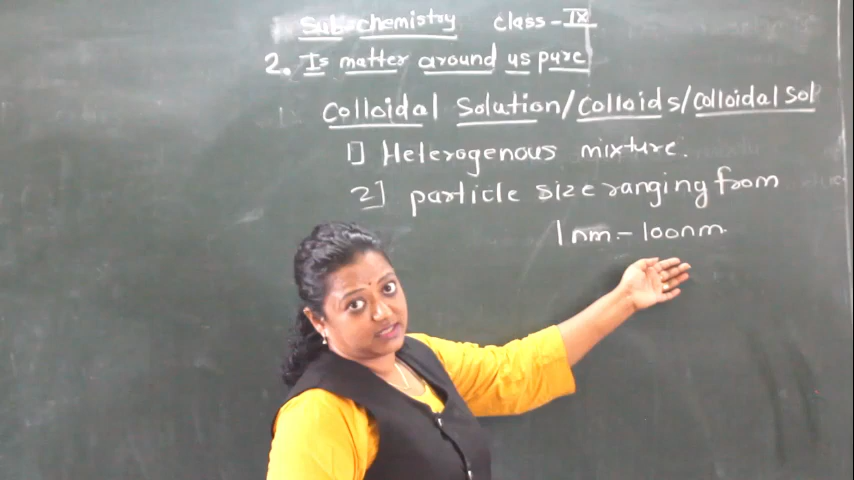 Sub:-chemistry class-IX
2. Is matter around us pure
Colloidal Solution/Colloids/Colloidal Sol
1] Helerogenous mixture.
2] particle size ranging from
1nm-100nm.